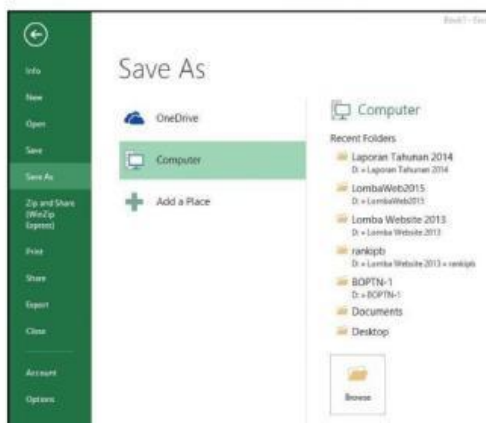 Book7 - Excel
Save As
Info
New
Open
Save
Save As
Zip and Share
(WinZip
Express)
Print
Share
Export
Close
Account
Options
OneDrive
Computer
Add a Place
Computer
Recent Folders
Laporan Tahunan 2014
D: » Laporan Tahunan 2014
LombaWeb2015
D: » LombaWeb2015
Lomba Website 2013
D: » Lomba Website 2013
rankipb
D: » Lomba Website 2013 » rankipb
BOPTN-1
D: » BOPTN-1
Documents
Desktop
Browse